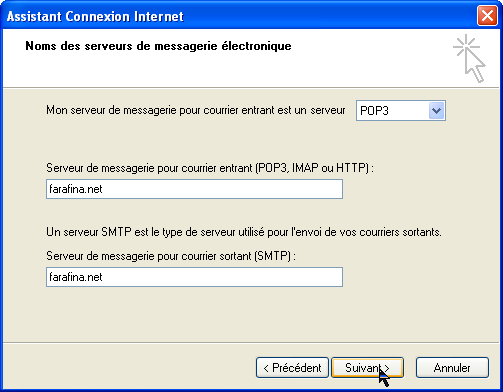 Assistant Connexion Internet
Noms des serveurs de messagerie électronique
Mon serveur de messagerie pour courrier entrant est un serveur POP3
Serveur de messagerie pour courrier entrant (POP3, IMAP ou HTTP) :
farafina.net
Un serveur SMTP est le type de serveur utilisé pour l'envoi de vos courriers sortants.
Serveur de messagerie pour courrier sortant (SMTP) :
farafina.net
< Précédent Suivant > Annuler